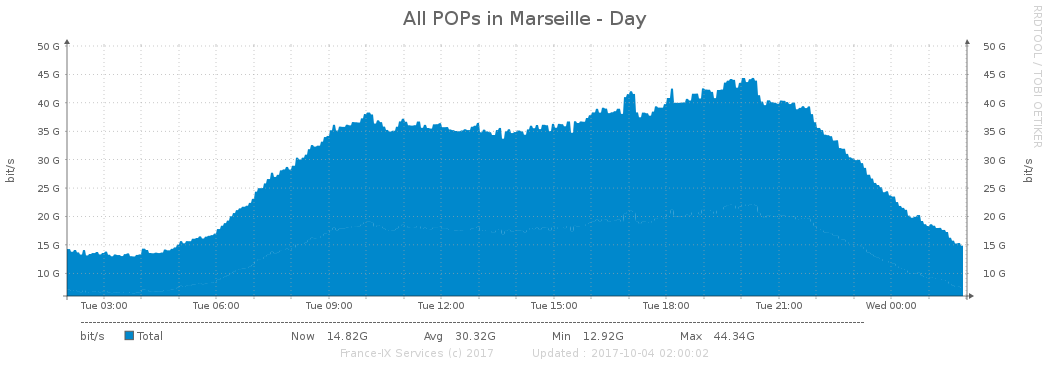 All POPs in Marseille - Day
RRDTOOL / TOBI OETIKER
50 G 50 G
45 G 45 G
40 G 40 G
35 G 35 G
30 G 30 G
25 G 25 G
20 G 20 G
15 G 15 G
10 G 10 G
bit/s bit/s
Tue 03:00 Tue 06:00 Tue 09:00 Tue 12:00 Tue 15:00 Tue 18:00 Tue 21:00 Wed 00:00
bit/s Total Now 14.82G Avg 30.32G Min 12.92G Max 44.34G
France-IX Services (c) 2017 Updated : 2017-10-04 02:00:02